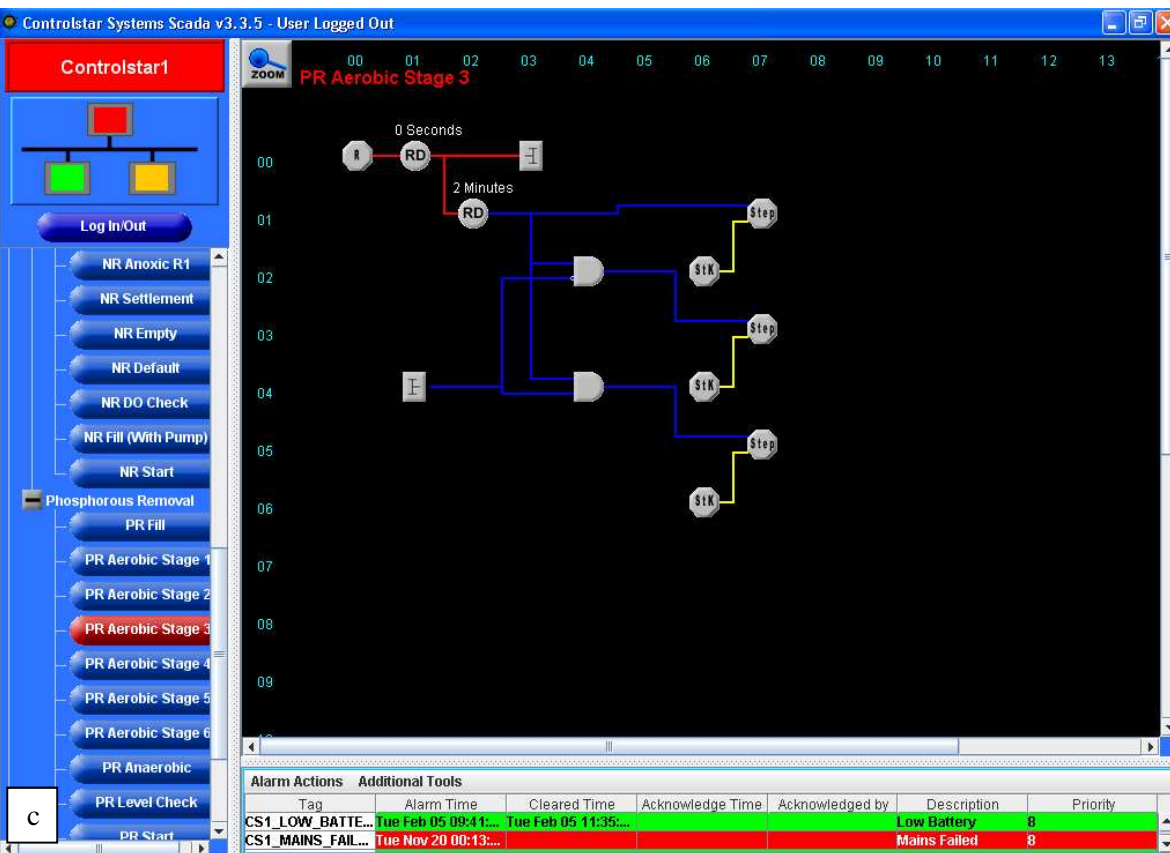 Controlstar Systems Scada v3.3.5 - User Logged Out
Controlstar1
Log In/Out
NR Anoxic R1
NR Settlement
NR Empty
NR Default
NR DO Check
NR Fill (With Pump)
NR Start
Phosphorous Removal
PR Fill
PR Aerobic Stage 1
PR Aerobic Stage 2
PR Aerobic Stage 3
PR Aerobic Stage 4
PR Aerobic Stage 5
PR Aerobic Stage 6
PR Anaerobic
PR Level Check
PR Start
c
ZOOM
00 01 02 03 04 05 06 07 08 09 10 11 12 13
PR Aerobic Stage 3
0 Seconds
00 R RD
2 Minutes
01 RD Step
02 StK
03 Step
04 StK
05 Step
06 StK
07
08
09
Alarm Actions Additional Tools
Tag Alarm Time Cleared Time Acknowledge Time Acknowledged by Description Priority
CS1_LOW_BATTE... Tue Feb 05 09:41:... Tue Feb 05 11:35:... Low Battery 8
CS1_MAINS_FAIL... Tue Nov 20 00:13:... Mains Failed 8